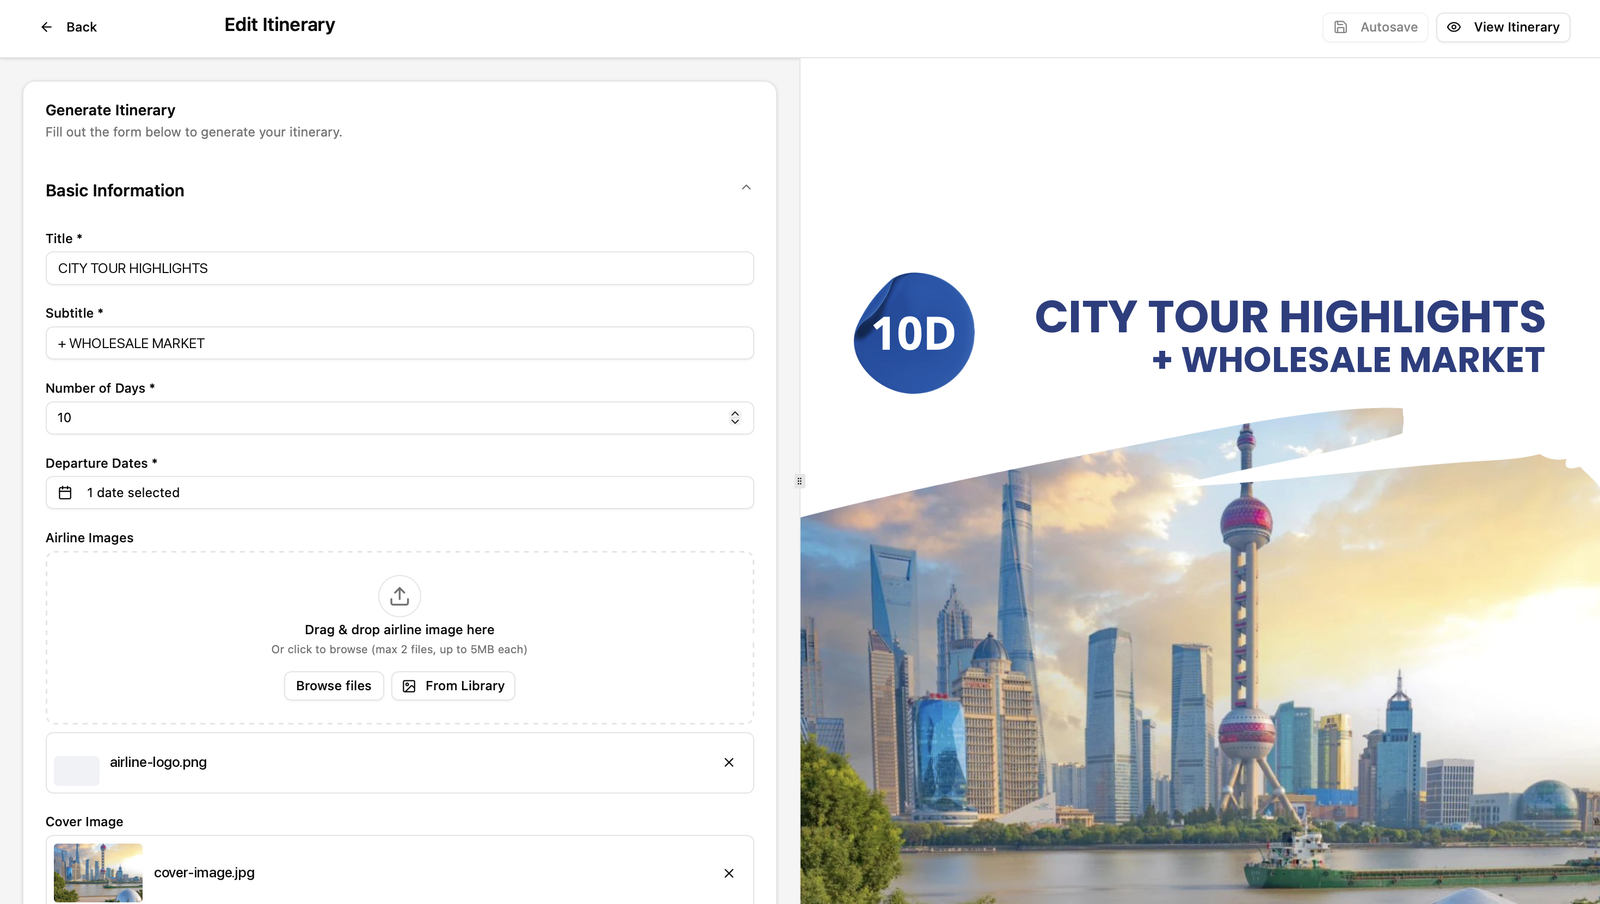 Back
Edit Itinerary
Autosave
View Itinerary
Generate Itinerary
Fill out the form below to generate your itinerary.
Basic Information
Title *
CITY TOUR HIGHLIGHTS
Subtitle *
+ WHOLESALE MARKET
Number of Days *
10
Departure Dates *
1 date selected
Airline Images
Drag & drop airline image here
Or click to browse (max 2 files, up to 5MB each)
Browse files
From Library
airline-logo.png
Cover Image
cover-image.jpg
10D
CITY TOUR HIGHLIGHTS
+ WHOLESALE MARKET